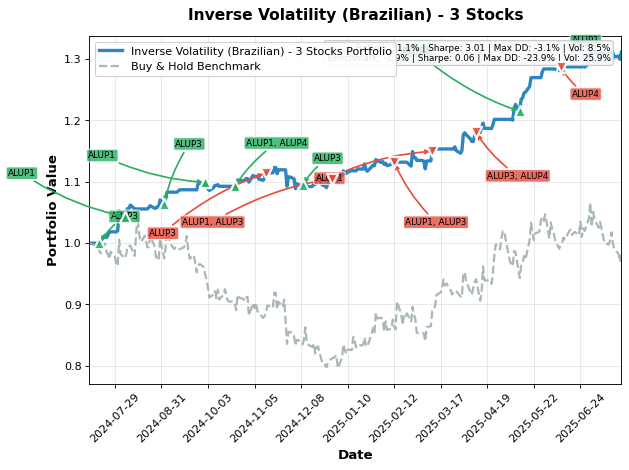 Inverse Volatility (Brazilian) - 3 Stocks
ALUP1
Inverse Volatility (Brazilian) - 3 Stocks Portfolio
Buy & Hold Benchmark
1.1% | Sharpe: 3.01 | Max DD: -3.1% | Vol: 8.5%
.9% | Sharpe: 0.06 | Max DD: -23.9% | Vol: 25.9%
1.3
ALUP4
1.2
ALUP3
ALUP1, ALUP4
ALUP1
ALUP3
ALUP1
ALUP3, ALUP4
1.1
ALUP3
ALUP1, ALUP3
ALUP1, ALUP3
ALUP3
1.0
0.9
0.8
Portfolio Value
2024-07-29
2024-08-31
2024-10-03
2024-11-05
2024-12-08
2025-01-10
2025-02-12
2025-03-17
2025-04-19
2025-05-22
2025-06-24
Date